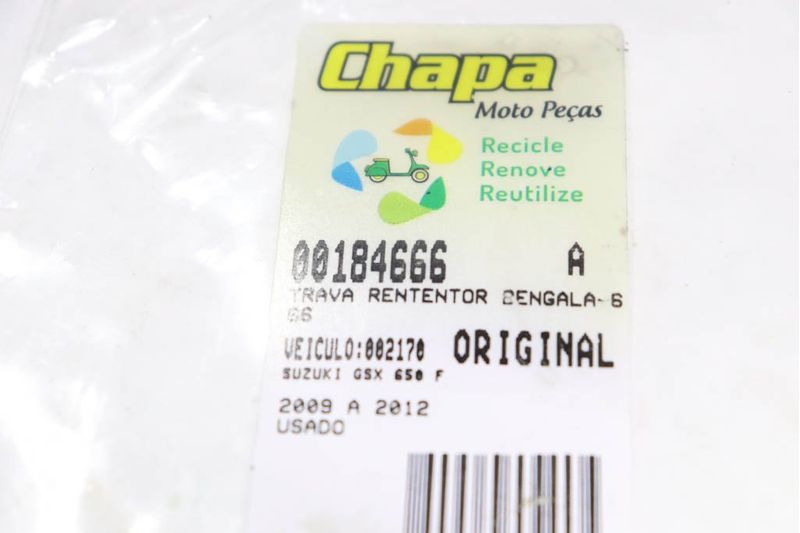 Chapa
Moto Peças
Recicle
Renove
Reutilize
00184666 A
TRAVA RENTENTOR BENGALA-6
66
VEICULO:002170 ORIGINAL
SUZUKI GSX 650 F
2009 A 2012
USADO